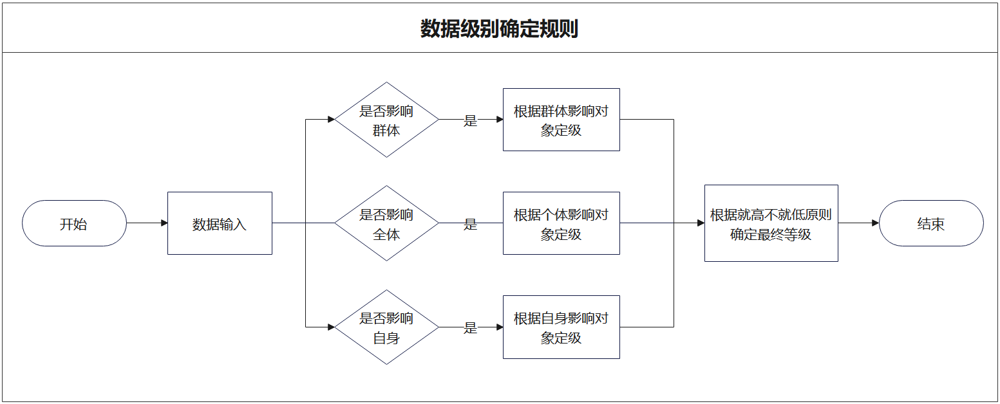 数据级别确定规则
开始
数据输入
是否影响
群体
是
根据群体影响对
象定级
是否影响
全体
是
根据个体影响对
象定级
是否影响
自身
是
根据自身影响对
象定级
根据就高不就低原则
确定最终等级
结束